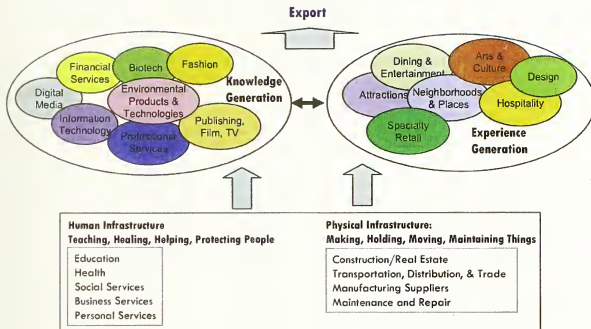 Export
Financial
Services
Biotech
Fashion
Digital
Media
Environmental
Products &
Technologies
Knowledge
Generation
Information
Technology
Professional
Services
Publishing,
Film, TV
Dining &
Entertainment
Arts &
Culture
Design
Attractions
Neighborhoods
& Places
Hospitality
Specialty
Retail
Experience
Generation
Human Infrastructure
Teaching, Healing, Helping, Protecting People
Education
Health
Social Services
Business Services
Personal Services
Physical Infrastructure:
Making, Holding, Moving, Maintaining Things
Construction/Real Estate
Transportation, Distribution, & Trade
Manufacturing Suppliers
Maintenance and Repair